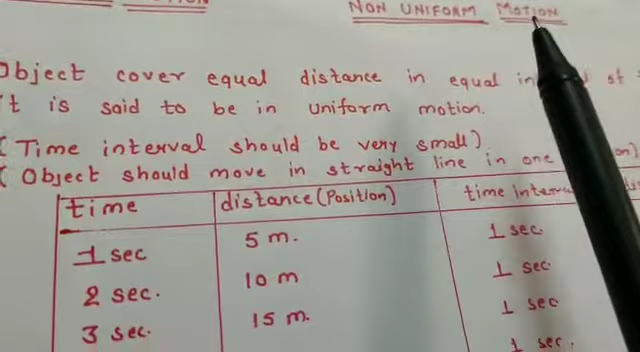 NON UNIFORM MOTION
Object cover equal distance in equal of
it is said to be in uniform motion.
(Time interval should be very small)
( Object should move in straight line in one
time distance (Position) time
1 sec 5 m. 1 sec.
2 sec. 10 m 1 sec.
3 sec. 15 m. 1 sec
1 sec.